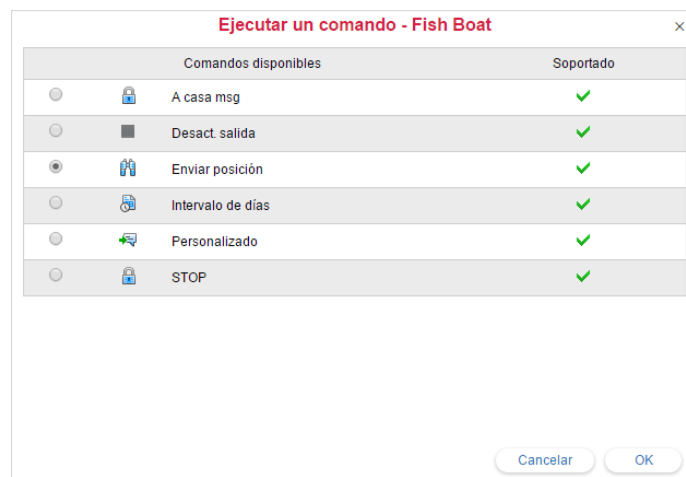 Ejecutar un comando - Fish Boat
Comandos disponibles Soportado
A casa msg
Desact. salida
Enviar posición
Intervalo de días
Personalizado
STOP
Cancelar OK